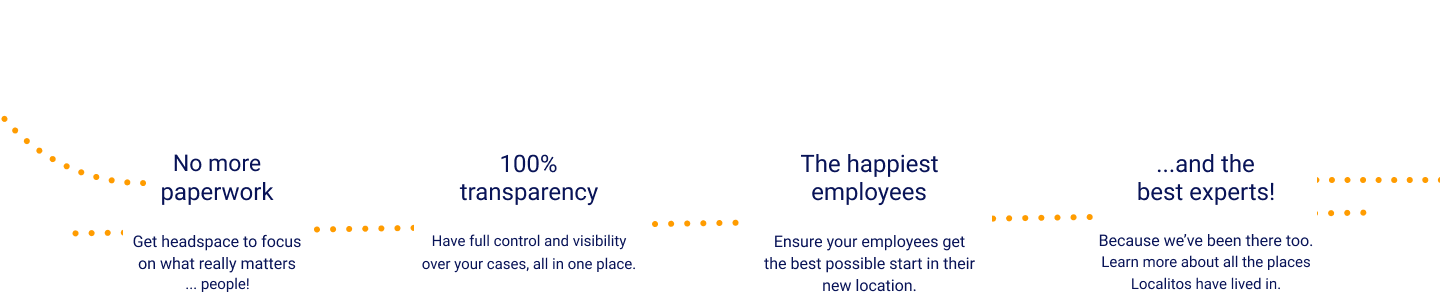 No more
paperwork
Get headspace to focus
on what really matters
... people!
100%
transparency
Have full control and visibility
over your cases, all in one place.
The happiest
employees
Ensure your employees get
the best possible start in their
new location.
...and the
best experts!
Because we’ve been there too.
Learn more about all the places
Localitos have lived in.